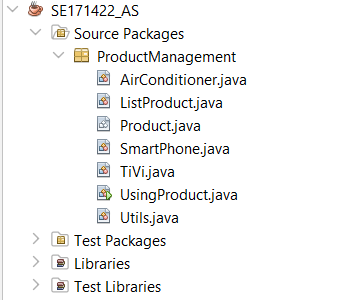 SE171422_AS
Source Packages
ProductManagement
AirConditioner.java
ListProduct.java
Product.java
SmartPhone.java
TiVi.java
UsingProduct.java
Utils.java
Test Packages
Libraries
Test Libraries